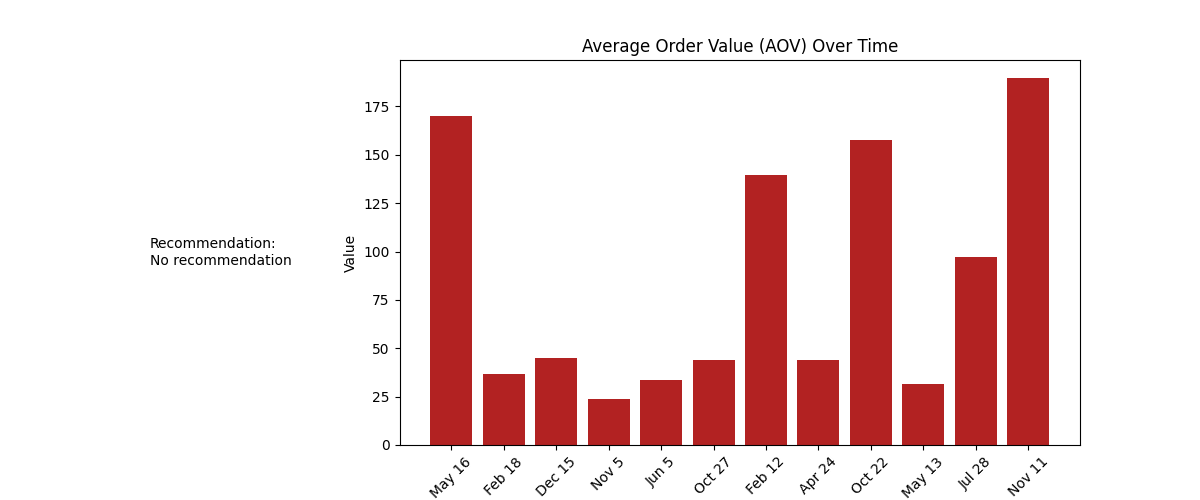 Average Order Value (AOV) Over Time
Recommendation:
No recommendation
Value
175
150
125
100
75
50
25
0
May 16
Feb 18
Dec 15
Nov 5
Jun 5
Oct 27
Feb 12
Apr 24
Oct 22
May 13
Jul 28
Nov 11